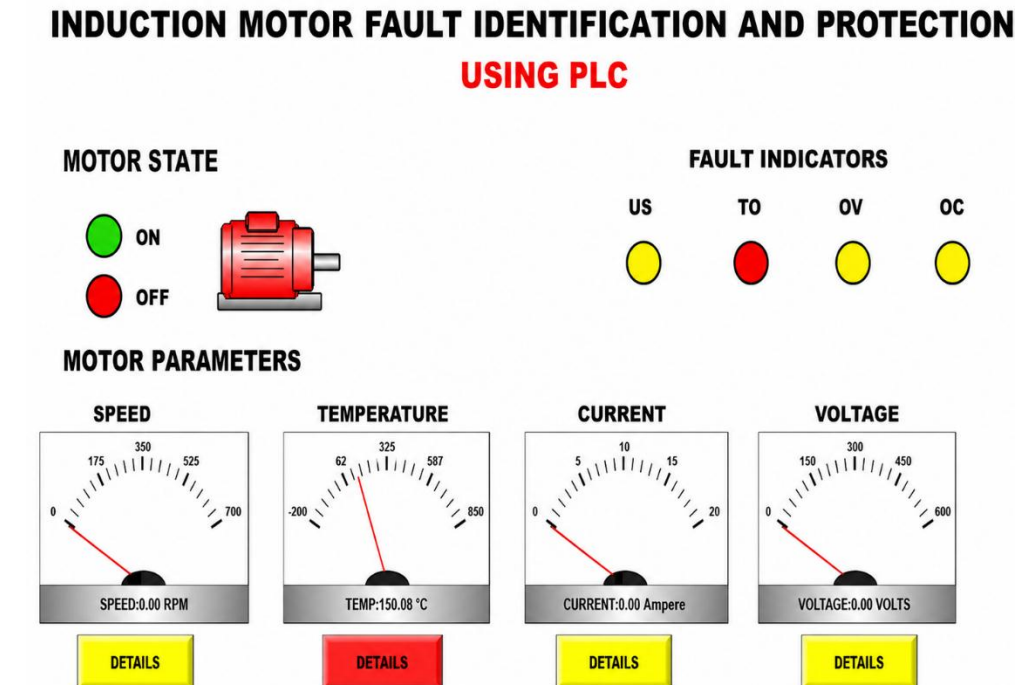 INDUCTION MOTOR FAULT IDENTIFICATION AND PROTECTION
USING PLC
MOTOR STATE
FAULT INDICATORS
US TO OV OC
ON
OFF
MOTOR PARAMETERS
SPEED TEMPERATURE CURRENT VOLTAGE
0 175 350 525 700
-200 62 325 587 850
0 5 10 15 20
0 150 300 450 600
SPEED:0.00 RPM TEMP:150.08 °C CURRENT:0.00 Ampere VOLTAGE:0.00 VOLTS
DETAILS DETAILS DETAILS DETAILS